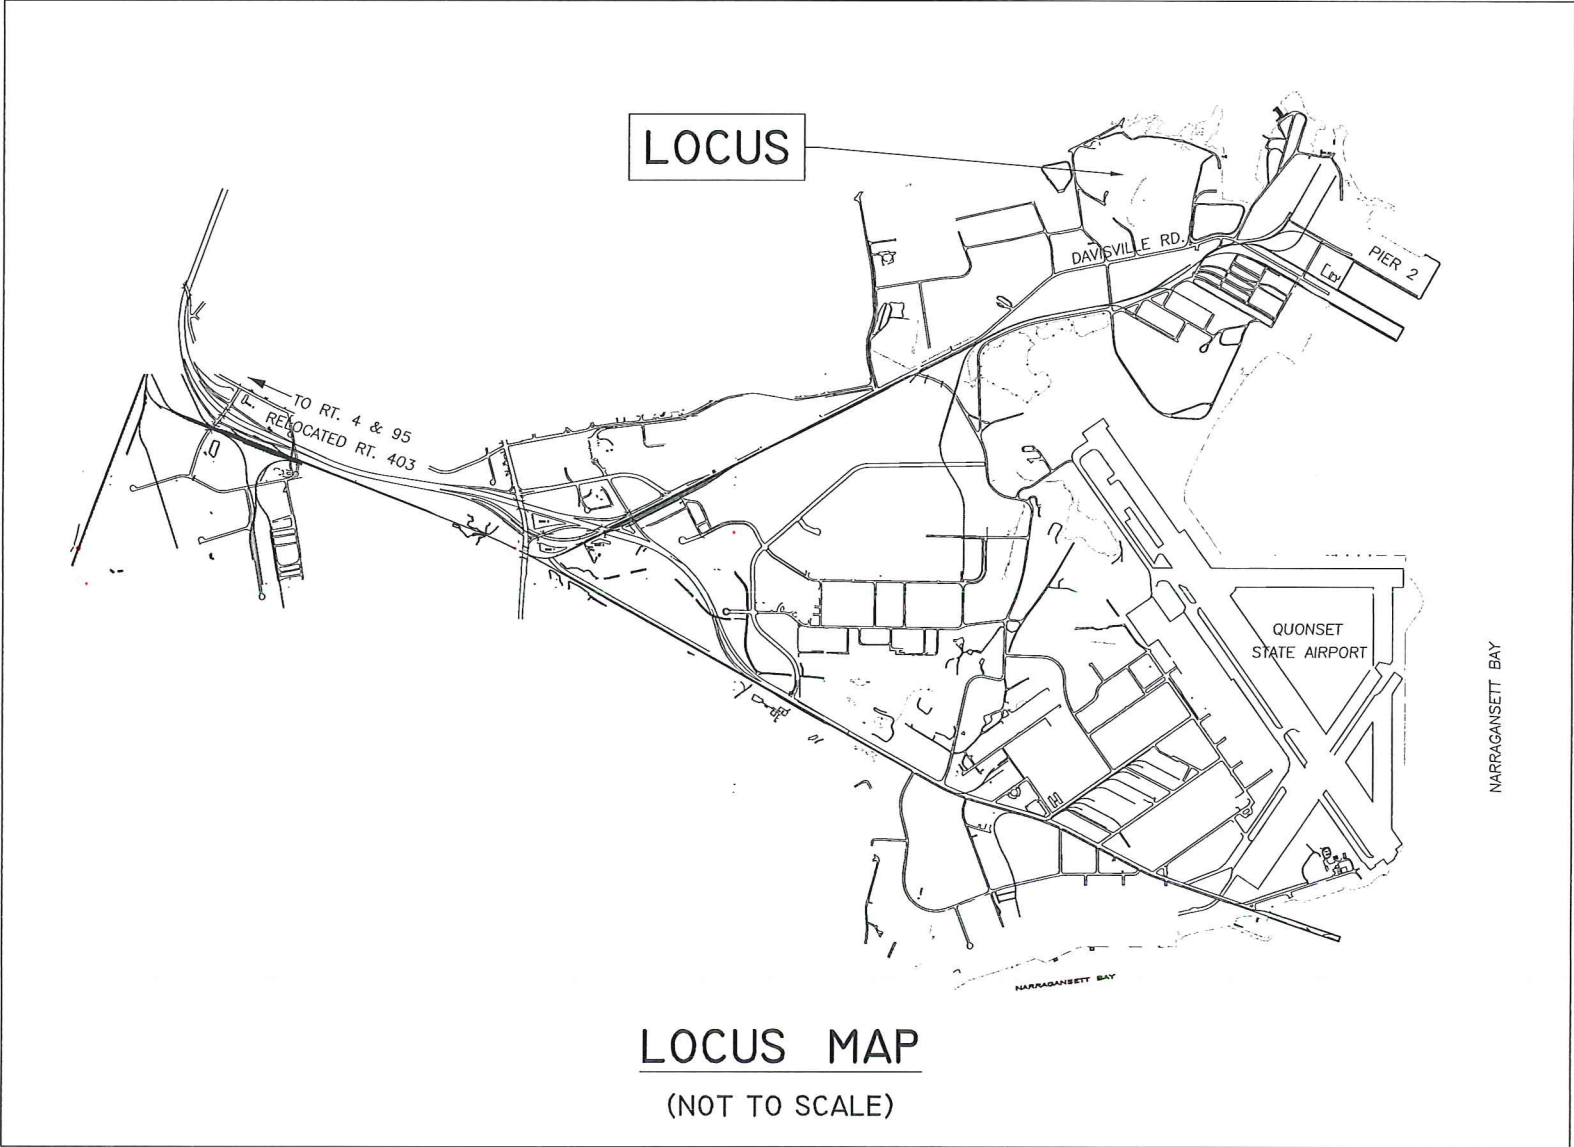 LOCUS
DAVISVILLE RD.
PIER 2
TO RT. 4 & 95
RELOCATED RT. 403
QUONSET
STATE AIRPORT
NARRAGANSETT BAY
NARRAGANSETT BAY
LOCUS MAP
(NOT TO SCALE)